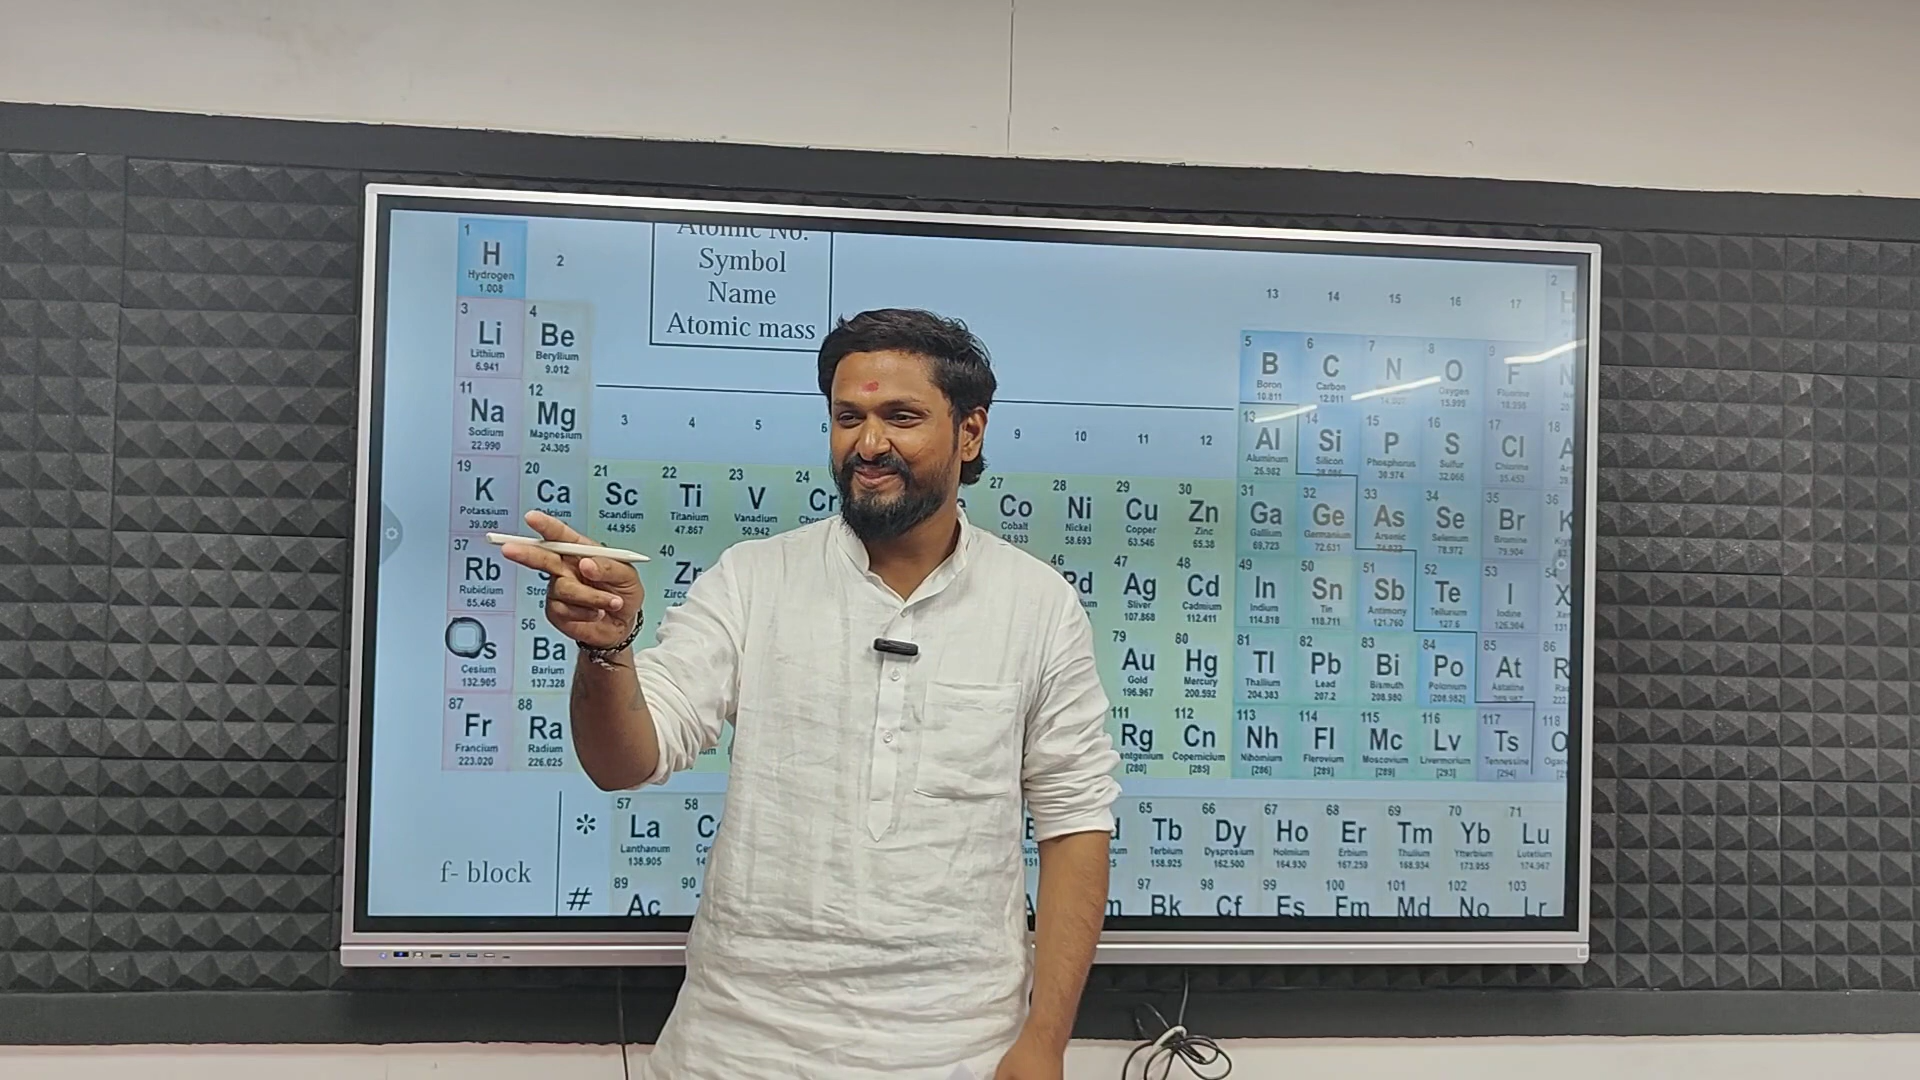 1
H
Hydrogen
1.008
2
Atomic No.
Symbol
Name
Atomic mass
13 14 15 16 17
2
3 4
Li Be
Lithium Beryllium
6.941 9.012
5 6 7 8 9
B C N O F
Boron Carbon Oxygen Fluorine
10.811 12.011 15.999 18.998
11 12
Na Mg
Sodium Magnesium
22.990 24.305
3 4 5 6 9 10 11 12
13 14 15 16 17 18
Al Si P S Cl
Aluminum Silicon Phosphorus Sulfur Chlorine
26.982 30.974 32.066 35.453
19 20 21 22 23 24 27 28 29 30 31 32 33 34 35 36
K Ca Sc Ti V Cr Co Ni Cu Zn Ga Ge As Se Br
Potassium Scandium Titanium Vanadium Cobalt Nickel Copper Zinc Gallium Germanium Arsenic Selenium Bromine
39.098 44.956 47.867 50.942 58.933 58.693 63.546 65.38 69.723 72.631 78.972 79.904
37 40 46 47 48 49 50 51 52 53 54
Rb Zr Pd Ag Cd In Sn Sb Te I
Rubidium Silver Cadmium Indium Tin Antimony Tellurium Iodine
85.468 107.868 112.411 114.818 118.711 121.760 127.6 126.904
56 79 80 81 82 83 84 85 86
Ba Au Hg Tl Pb Bi Po At
Cesium Barium Gold Mercury Thallium Lead Bismuth Polonium Astatine
132.905 137.328 196.967 200.592 204.383 207.2 208.980 [208.982] 209.987
87 88 111 112 113 114 115 116 117 118
Fr Ra Rg Cn Nh Fl Mc Lv Ts
Francium Radium Copernicium Nihonium Flerovium Moscovium Livermorium Tennessine
223.020 226.025 [280] [285] [286] [289] [289] [293] [294]
57 58 65 66 67 68 69 70 71
* La Tb Dy Ho Er Tm Yb Lu
Lanthanum Terbium Dysprosium Holmium Erbium Thulium Ytterbium Lutetium
138.905 158.925 162.500 164.930 167.259 168.934 173.055 174.967
f- block
89 90 97 98 99 100 101 102 103
# Ac Bk Cf Es Fm Md No Lr